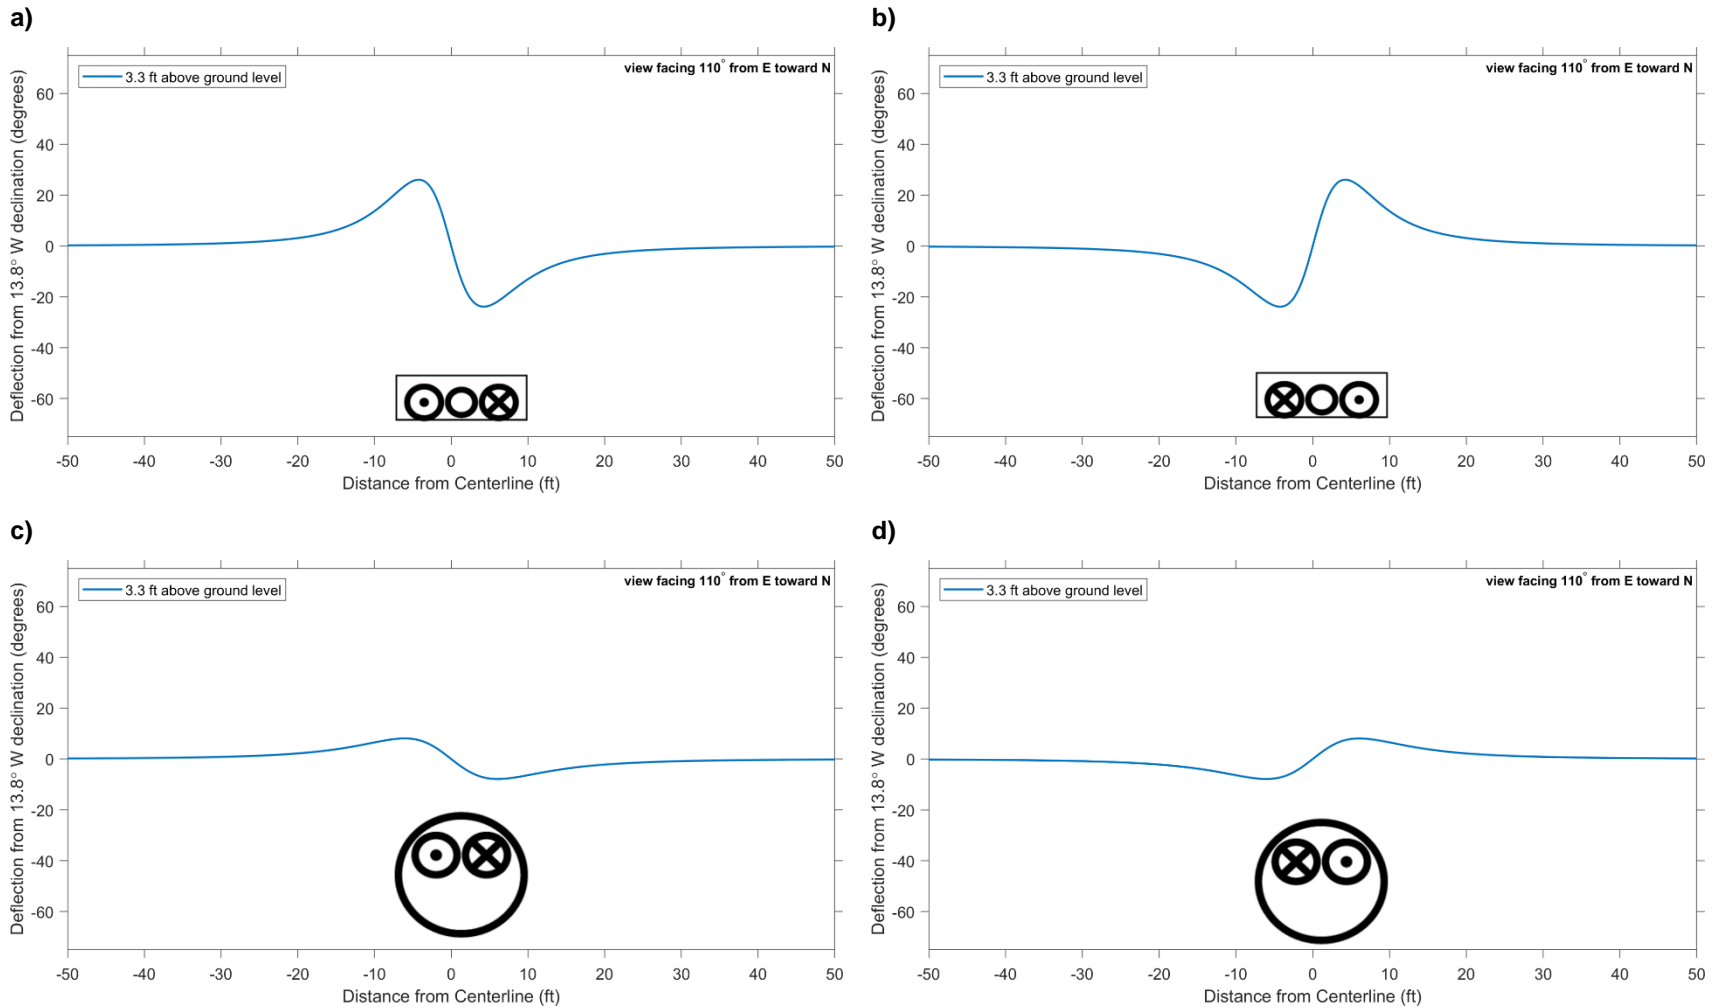 a)
view facing 110° from E toward N
3.3 ft above ground level
Deflection from 13.8° W declination (degrees)
60
40
20
0
-20
-40
-60
-50 -40 -30 -20 -10 0 10 20 30 40 50
Distance from Centerline (ft)
b)
view facing 110° from E toward N
3.3 ft above ground level
Deflection from 13.8° W declination (degrees)
60
40
20
0
-20
-40
-60
-50 -40 -30 -20 -10 0 10 20 30 40 50
Distance from Centerline (ft)
c)
view facing 110° from E toward N
3.3 ft above ground level
Deflection from 13.8° W declination (degrees)
60
40
20
0
-20
-40
-60
-50 -40 -30 -20 -10 0 10 20 30 40 50
Distance from Centerline (ft)
d)
view facing 110° from E toward N
3.3 ft above ground level
Deflection from 13.8° W declination (degrees)
60
40
20
0
-20
-40
-60
-50 -40 -30 -20 -10 0 10 20 30 40 50
Distance from Centerline (ft)